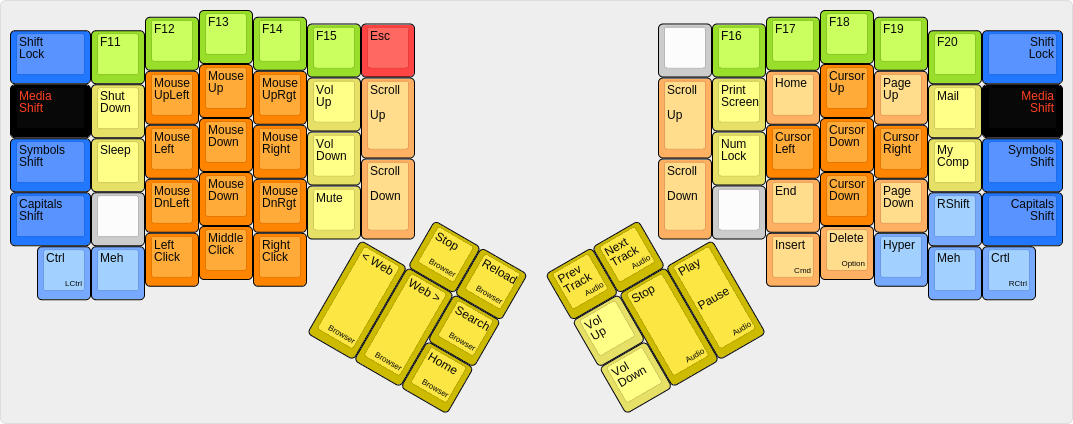 Shift
Lock
F11
F12
F13
F14
F15
Esc
Media
Shift
Shut
Down
Mouse
UpLeft
Mouse
Up
Mouse
UpRgt
Vol
Up
Scroll
Up
Symbols
Shift
Sleep
Mouse
Left
Mouse
Down
Mouse
Right
Vol
Down
Scroll
Down
Capitals
Shift
Mouse
DnLeft
Mouse
Down
Mouse
DnRgt
Mute
Ctrl
LCtrl
Meh
Left
Click
Middle
Click
Right
Click
< Web
Browser
Stop
Browser
Reload
Browser
Web >
Browser
Search
Browser
Home
Browser
F16
F17
F18
F19
F20
Shift
Lock
Scroll
Up
Print
Screen
Home
Cursor
Up
Page
Up
Mail
Media
Shift
Num
Lock
Cursor
Left
Cursor
Down
Cursor
Right
My
Comp
Symbols
Shift
Scroll
Down
End
Cursor
Down
Page
Down
RShift
Capitals
Shift
Insert
Cmd
Delete
Option
Hyper
Meh
Crtl
RCtrl
Prev
Track
Audio
Next
Track
Audio
Vol
Up
Stop
Audio
Play
Pause
Audio
Vol
Down